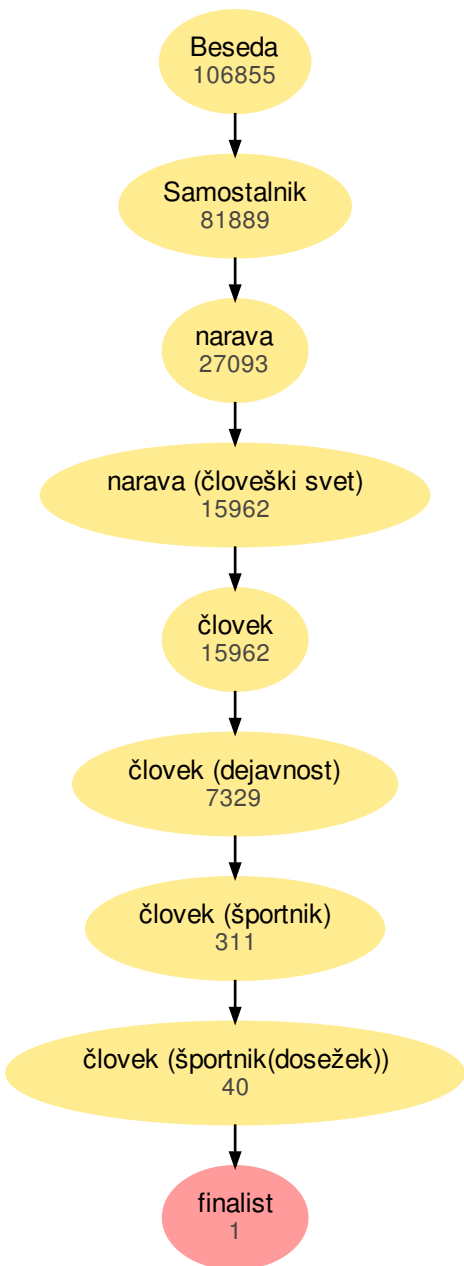 Beseda
106855
Samostalnik
81889
narava
27093
narava (človeški svet)
15962
človek
15962
človek (dejavnost)
7329
človek (športnik)
311
človek (športnik(dosežek))
40
finalist
1